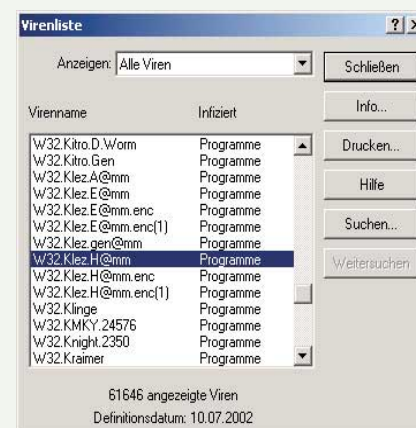 Virenliste
Anzeigen: Alle Viren
Schließen
Virenname Infiziert
Info...
W32.Kitro.D.Worm Programme
Drucken...
W32.Kitro.Gen Programme
W32.Klez.A@mm Programme
W32.Klez.E@mm Programme
Hilfe
W32.Klez.E@mm.enc Programme
W32.Klez.E@mm.enc(1) Programme
Suchen...
W32.Klez.gen@mm Programme
W32.Klez.H@mm Programme
Weitersuchen
W32.Klez.H@mm.enc Programme
W32.Klez.H@mm.enc(1) Programme
W32.Klinge Programme
W32.KMKY.24576 Programme
W32.Knight.2350 Programme
W32.Kraimer Programme
61646 angezeigte Viren
Definitionsdatum: 10.07.2002